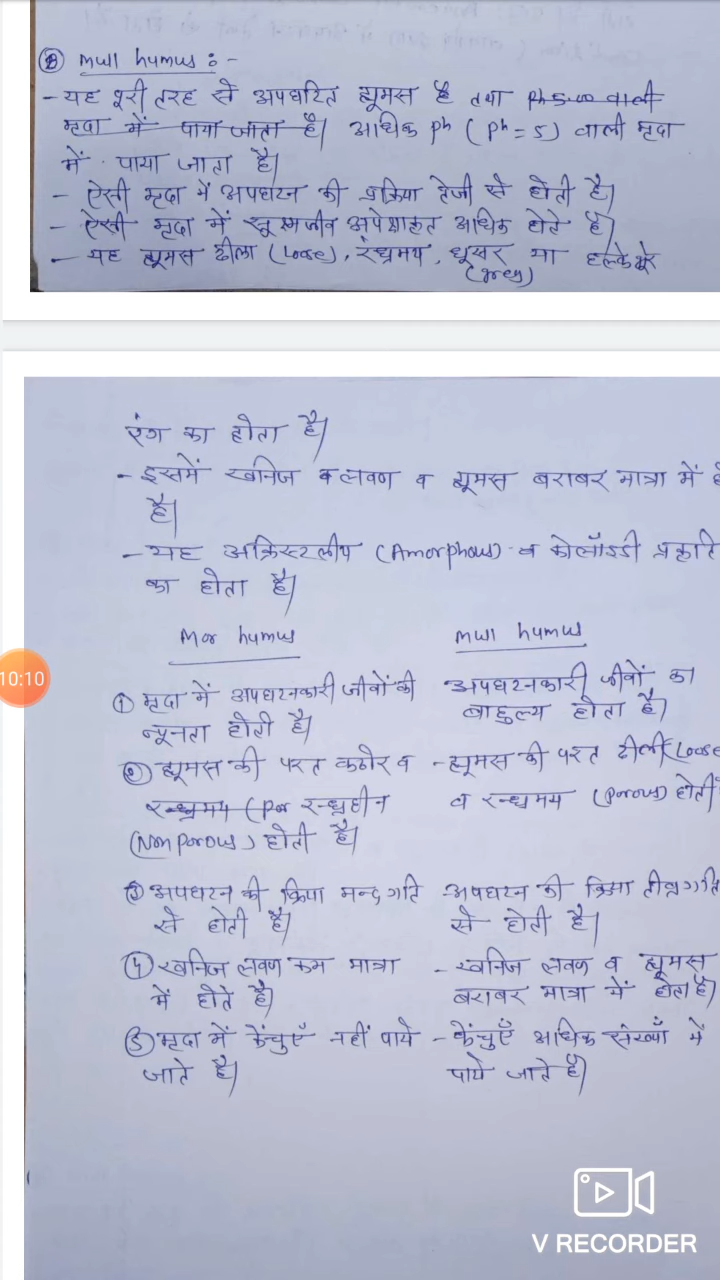 (B) Mull humus :-
- यह पूरी तरह से अपघटित ह्यूमस है तथा Ph 5.00 वाली
मृदा में पाया जाता है। अधिक Ph ( Ph = 5 ) वाली मृदा
में पाया जाता है।
- ऐसी मृदा में अपघटन की प्रक्रिया तेजी से होती है।
- ऐसी मृदा में सूक्ष्मजीव अपेक्षाकृत अधिक होते है।
- यह ह्यूमस ढीला (Loose), रंध्रमय, धूसर या हल्के भूरे
(Grey)
रंग का होता है।
- इसमें खनिज व लवण व ह्यूमस बराबर मात्रा में
है।
- यह अक्रिस्टलीय (Amorphous) व कोलॉइडी प्रकृति
का होता है।
Mor humus
Mull humus
① मृदा में अपघटनकारी जीवों की
न्यूनता होती है।
अपघटनकारी जीवों का
बाहुल्य होता है।
② ह्यूमस की परत कठोर व
रन्ध्रमय (Por रन्ध्रहीन
(Non Porous) होती है।
- ह्यूमस की परत ढीली (Loose
व रन्ध्रमय (Porous) होती
③ अपघटन की क्रिया मन्द गति
से होती है।
- अपघटन की क्रिया तीव्र गति
से होती है।
④ खनिज लवण कम मात्रा
में होते है।
- खनिज लवण व ह्यूमस
बराबर मात्रा में होता है।
⑤ मृदा में केंचुएँ नहीं पाये
जाते है।
- केंचुएँ अधिक संख्याँ में
पाये जाते है।
10:10
V RECORDER